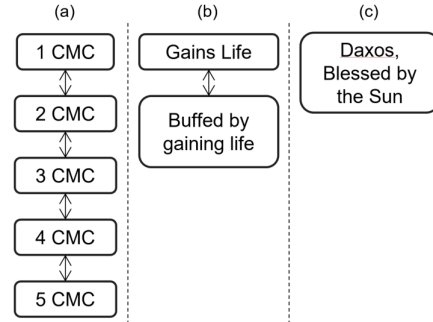 (a)
1 CMC
2 CMC
3 CMC
4 CMC
5 CMC
(b)
Gains Life
Buffed by
gaining life
(c)
Daxos,
Blessed by
the Sun